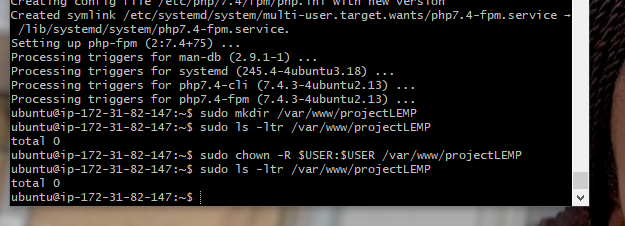 Creating config file /etc/php/7.4/fpm/php.ini with new version
Created symlink /etc/systemd/system/multi-user.target.wants/php7.4-fpm.service →
/lib/systemd/system/php7.4-fpm.service.
Setting up php-fpm (2:7.4+75) ...
Processing triggers for man-db (2.9.1-1) ...
Processing triggers for systemd (245.4-4ubuntu3.18) ...
Processing triggers for php7.4-cli (7.4.3-4ubuntu2.13) ...
Processing triggers for php7.4-fpm (7.4.3-4ubuntu2.13) ...
ubuntu@ip-172-31-82-147:~$ sudo mkdir /var/www/projectLEMP
ubuntu@ip-172-31-82-147:~$ sudo ls -ltr /var/www/projectLEMP
total 0
ubuntu@ip-172-31-82-147:~$ sudo chown -R $USER:$USER /var/www/projectLEMP
ubuntu@ip-172-31-82-147:~$ sudo ls -ltr /var/www/projectLEMP
total 0
ubuntu@ip-172-31-82-147:~$